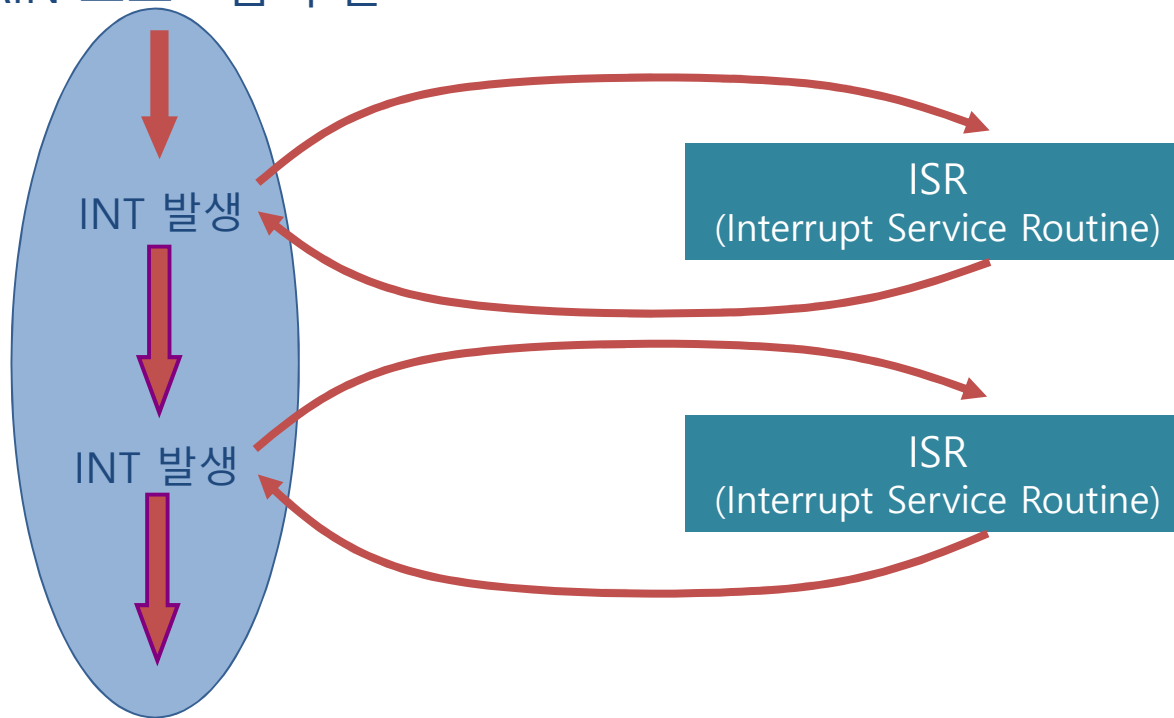 INT 발생
ISR
(Interrupt Service Routine)
INT 발생
ISR
(Interrupt Service Routine)